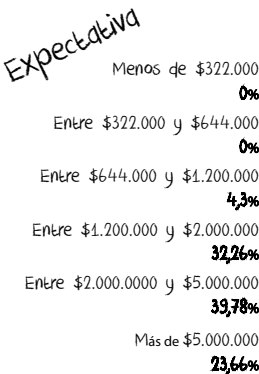 Expectativa
Menos de $322.000
0%
Entre $322.000 y $644.000
0%
Entre $644.000 y $1.200.000
4,3%
Entre $1.200.000 y $2.000.000
32,26%
Entre $2.000.0000 y $5.000.000
39,78%
Más de $5.000.000
23,66%